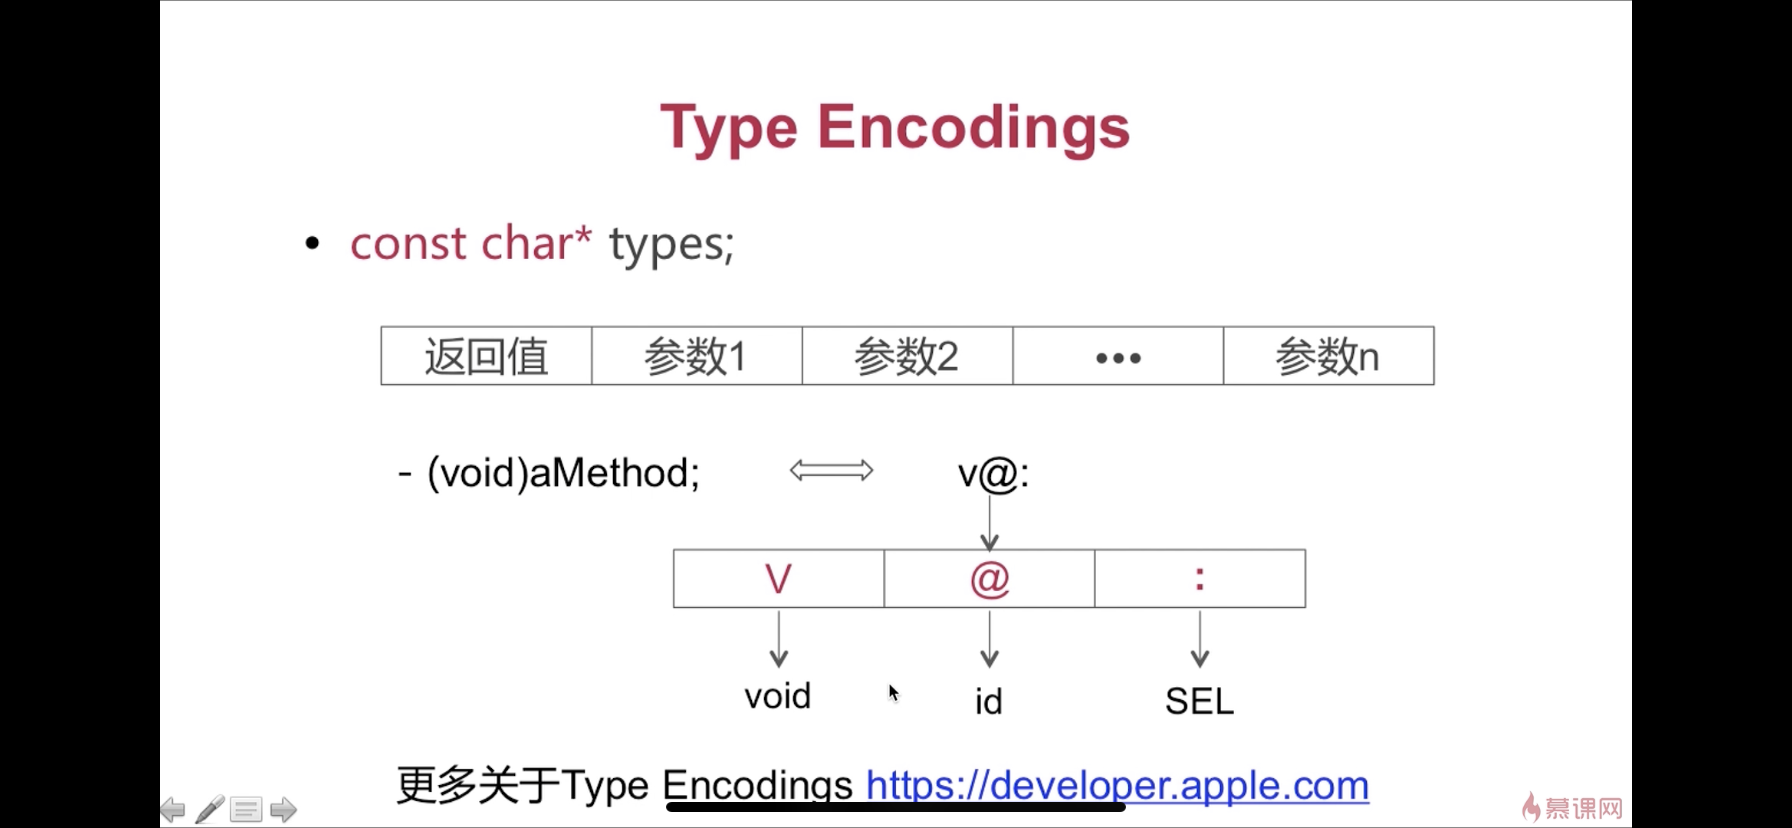 Type Encodings
• const char* types;
返回值 参数1 参数2 ••• 参数n
- (void)aMethod; v@:
V @ :
void id SEL
更多关于Type Encodings https://developer.apple.com
慕课网